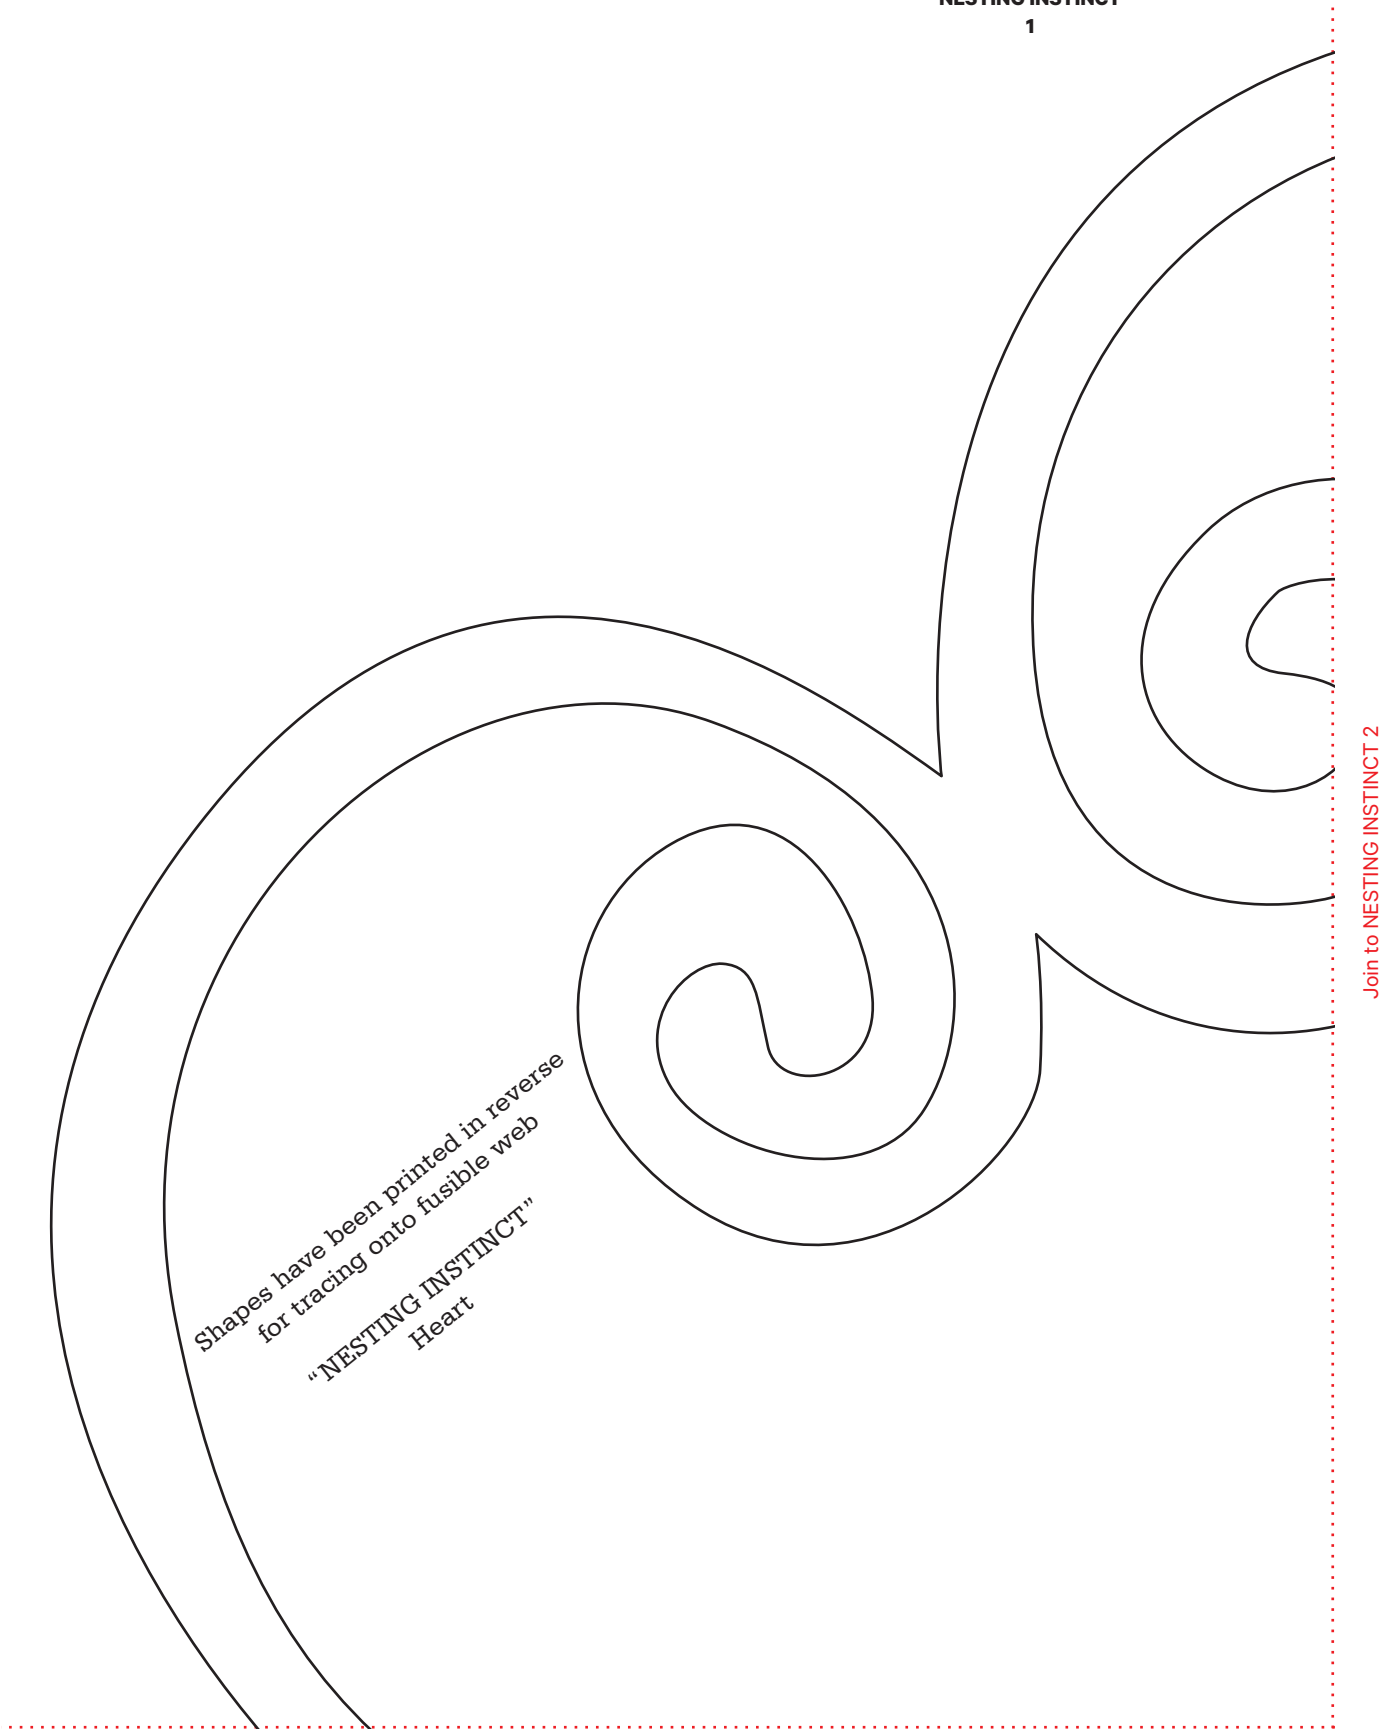 NESTING INSTINCT
1
Join to NESTING INSTINCT 2
Shapes have been printed in reverse
for tracing onto fusible web
“NESTING INSTINCT”
Heart